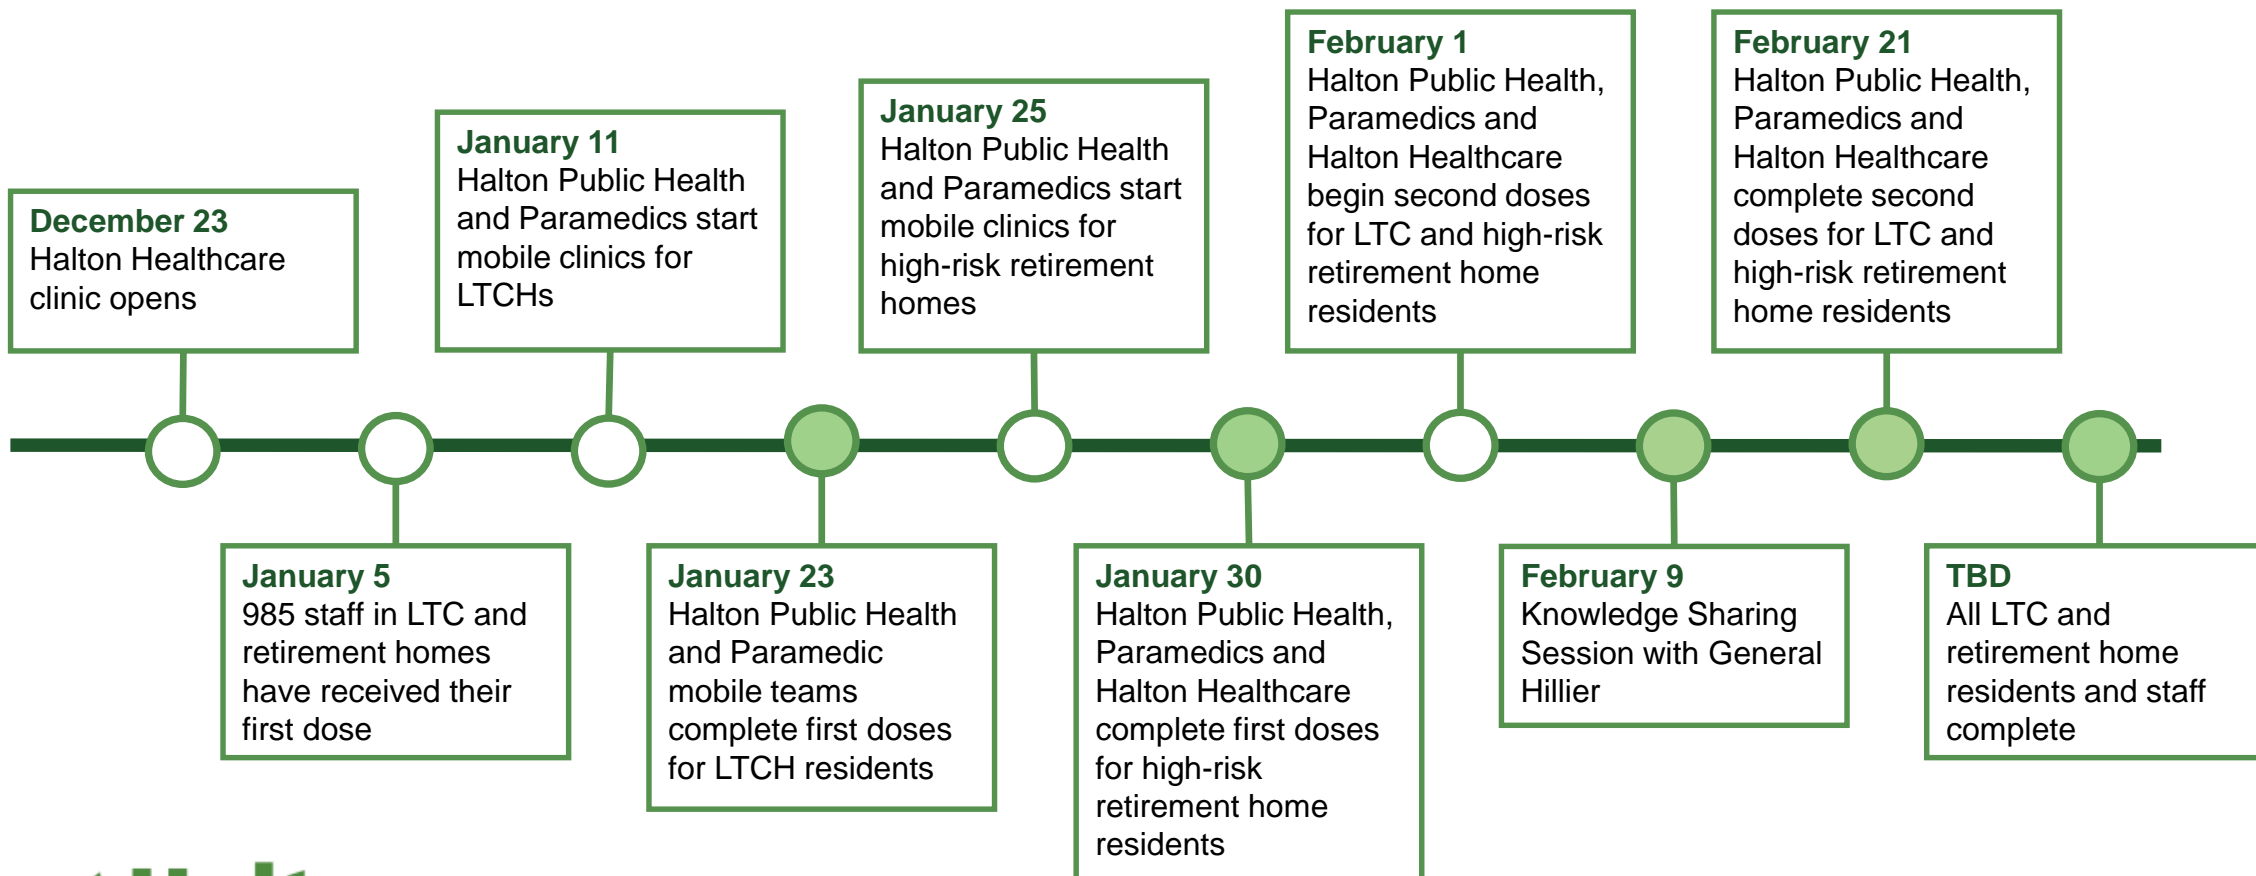 December 23
Halton Healthcare
clinic opens
January 5
985 staff in LTC and
retirement homes
have received their
first dose
January 11
Halton Public Health
and Paramedics start
mobile clinics for
LTCHs
January 23
Halton Public Health
and Paramedic
mobile teams
complete first doses
for LTCH residents
January 25
Halton Public Health
and Paramedics start
mobile clinics for
high-risk retirement
homes
January 30
Halton Public Health,
Paramedics and
Halton Healthcare
complete first doses
for high-risk
retirement home
residents
February 1
Halton Public Health,
Paramedics and
Halton Healthcare
begin second doses
for LTC and high-risk
retirement home
residents
February 9
Knowledge Sharing
Session with General
Hillier
February 21
Halton Public Health,
Paramedics and
Halton Healthcare
complete second
doses for LTC and
high-risk retirement
home residents
TBD
All LTC and
retirement home
residents and staff
complete